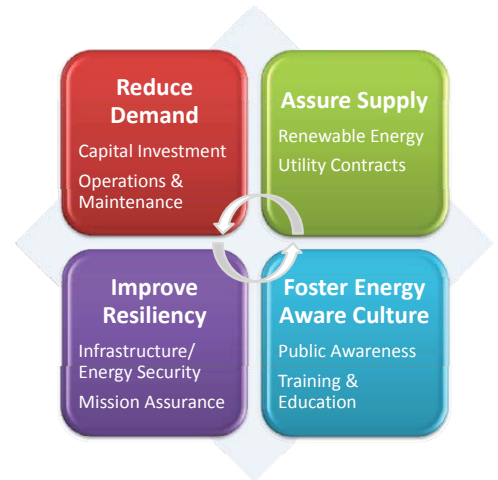 Reduce
Demand
Capital Investment
Operations &
Maintenance
Assure Supply
Renewable Energy
Utility Contracts
Improve
Resiliency
Infrastructure/
Energy Security
Mission Assurance
Foster Energy
Aware Culture
Public Awareness
Training &
Education